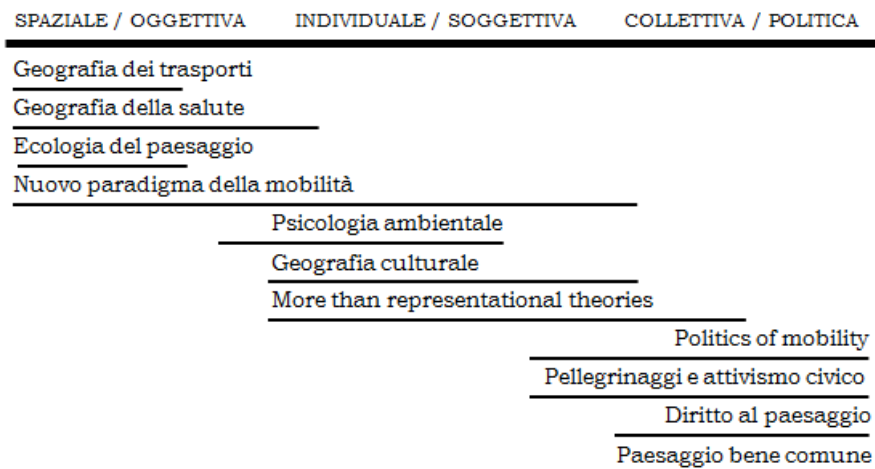 SPAZIALE / OGGETTIVA INDIVIDUALE / SOGGETTIVA COLLETTIVA / POLITICA
Geografia dei trasporti
Geografia della salute
Ecologia del paesaggio
Nuovo paradigma della mobilità
Psicologia ambientale
Geografia culturale
More than representational theories
Politics of mobility
Pellegrinaggi e attivismo civico
Diritto al paesaggio
Paesaggio bene comune